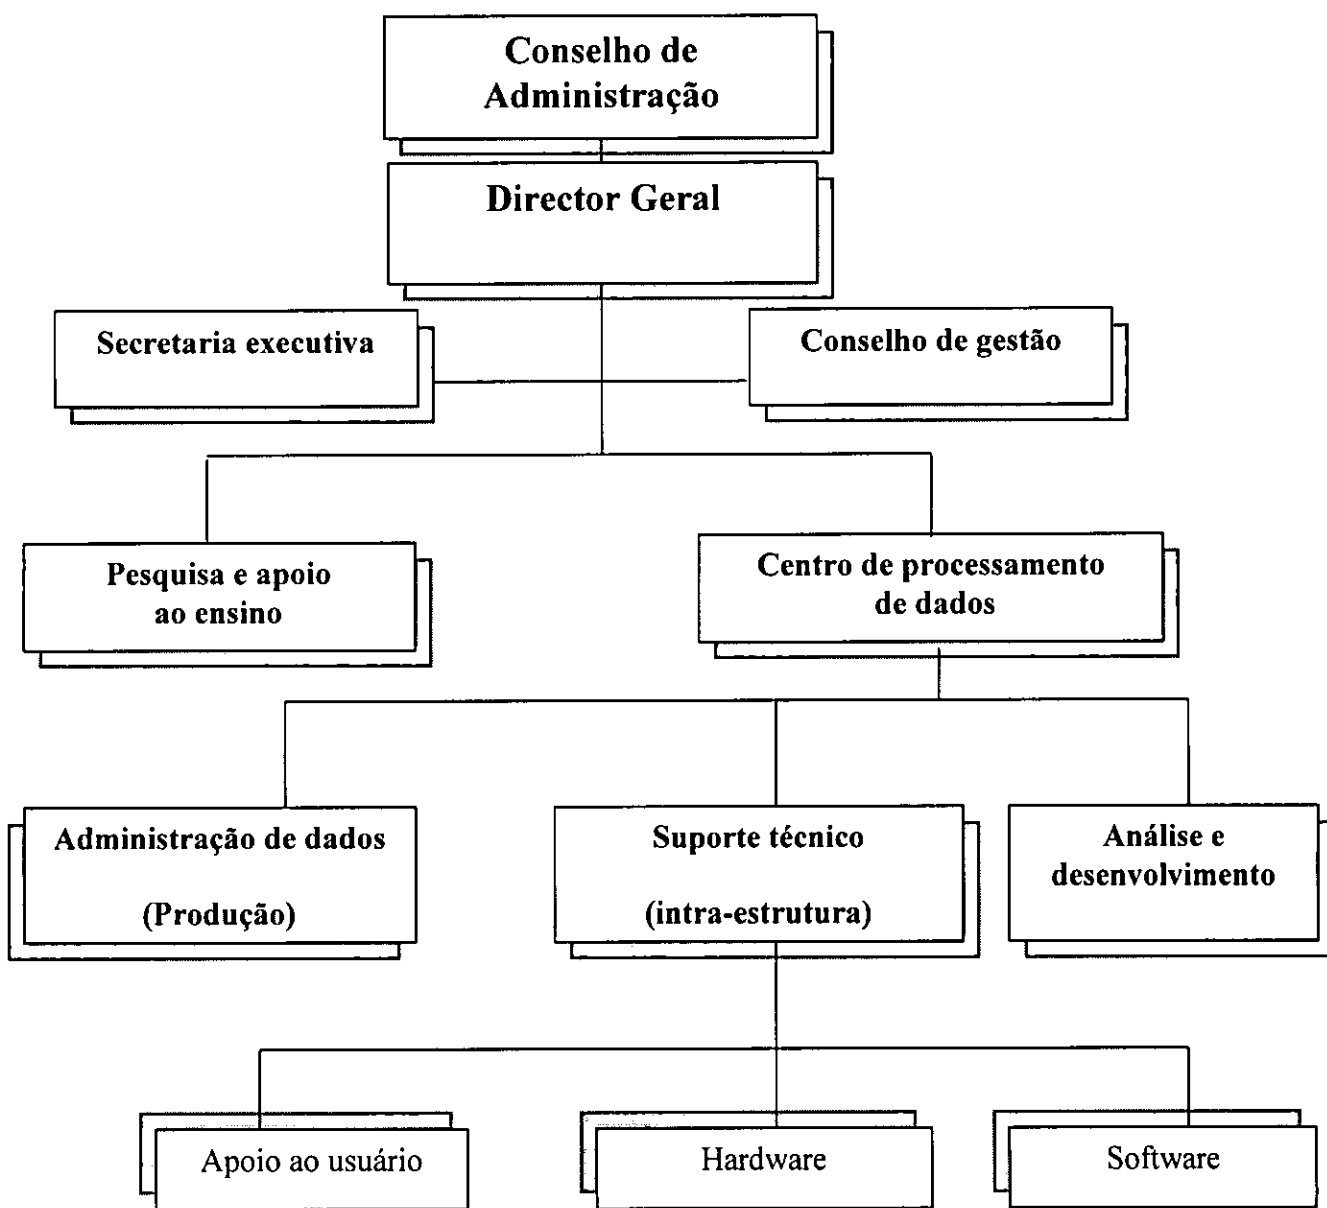 Conselho de
Administração
Director Geral
Secretaria executiva
Conselho de gestão
Pesquisa e apoio
ao ensino
Centro de processamento
de dados
Administração de dados
(Produção)
Suporte técnico
(intra-estrutura)
Análise e
desenvolvimento
Apoio ao usuário
Hardware
Software